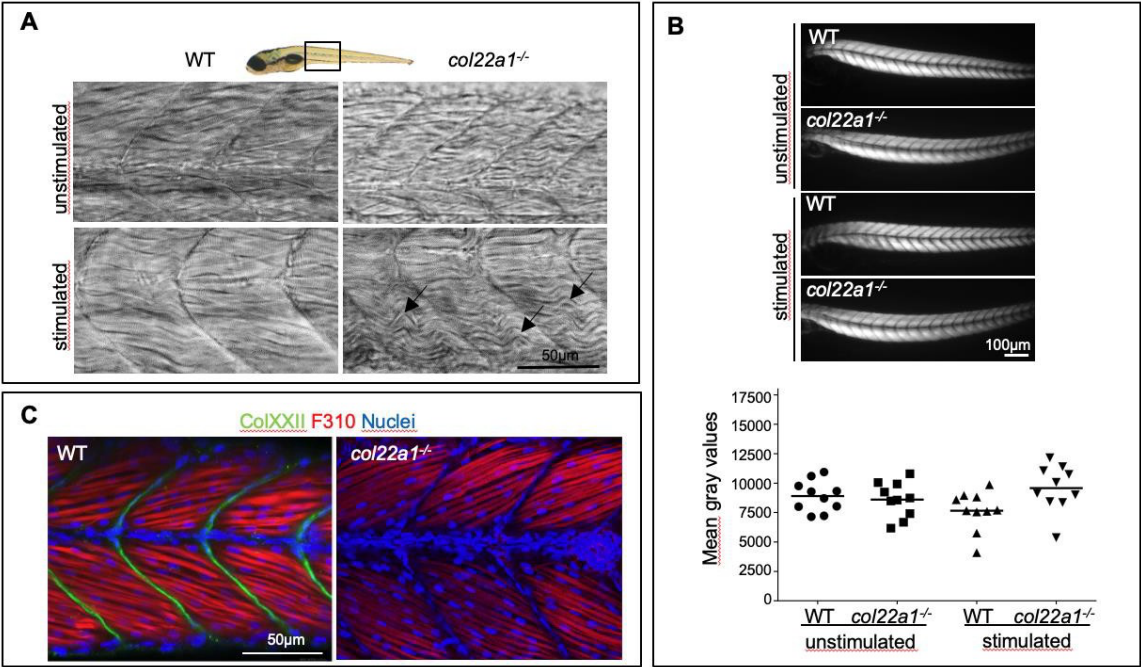 A
WT
col22a1-/-
unstimulated
stimulated
50µm
B
WT
col22a1-/-
WT
col22a1-/-
unstimulated
stimulated
100µm
17500
15000
12500
10000
7500
5000
2500
0
Mean gray values
WT col22a1-/- WT col22a1-/-
unstimulated stimulated
C
ColXXII F310 Nuclei
WT
col22a1-/-
50µm